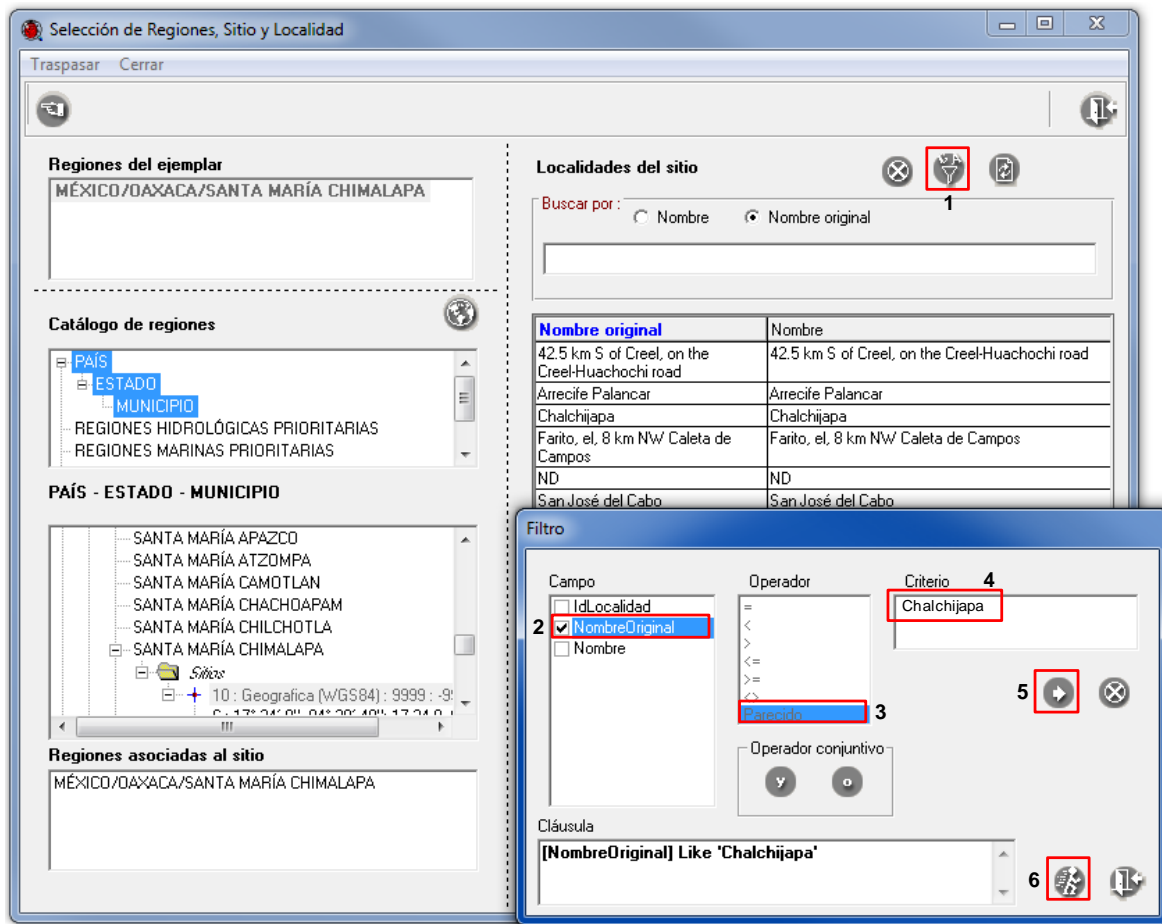 Selección de Regiones, Sitio y Localidad
Traspasar Cerrar
Regiones del ejemplar
MÉXICO/OAXACA/SANTA MARÍA CHIMALAPA
Catálogo de regiones
PAÍS
ESTADO
MUNICIPIO
REGIONES HIDROLÓGICAS PRIORITARIAS
REGIONES MARINAS PRIORITARIAS
PAÍS - ESTADO - MUNICIPIO
SANTA MARÍA APAZCO
SANTA MARÍA ATZOMPA
SANTA MARÍA CAMOTLAN
SANTA MARÍA CHACHOAPAM
SANTA MARÍA CHILCHOTLA
SANTA MARÍA CHIMALAPA
Sitios
10 : Geografica (WGS84) : 9999 : -9
Regiones asociadas al sitio
MÉXICO/OAXACA/SANTA MARÍA CHIMALAPA
Localidades del sitio
1
Buscar por :
Nombre Nombre original
Nombre original Nombre
42.5 km S of Creel, on the Creel-Huachochi road 42.5 km S of Creel, on the Creel-Huachochi road
Arrecife Palancar Arrecife Palancar
Chalchijapa Chalchijapa
Farito, el, 8 km NW Caleta de Campos Farito, el, 8 km NW Caleta de Campos
ND ND
San José del Cabo San José del Cabo
Filtro
Campo Operador Criterio 4
IdLocalidad = Chalchijapa
2 NombreOriginal <
Nombre >
<=
>=
<>
Parecido 3
5
Operador conjuntivo
y o
Cláusula
[NombreOriginal] Like 'Chalchijapa'
6